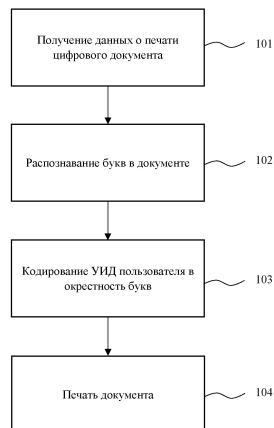 Получение данных о печати
цифрового документа
101
Распознавание букв в документе
102
Кодирование УИД пользователя в
окрестность букв
103
Печать документа
104